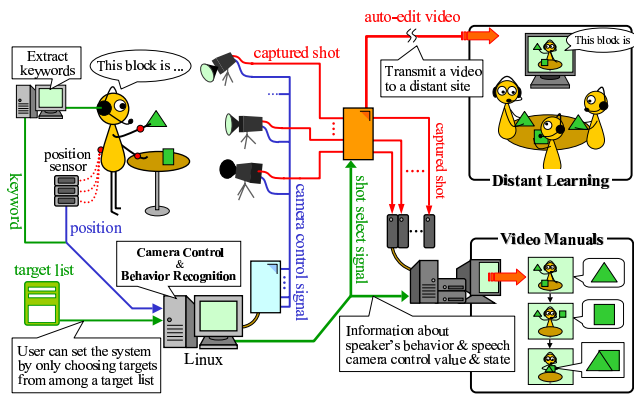 auto-edit video
Extract
keywords
This block is ...
captured shot
Transmit a video
to a distant site
This block is
Distant Learning
position
sensor
keyword
position
camera control signal
shot select signal
captured shot
target list
Camera Control
&
Behavior Recognition
Video Manuals
User can set the system
by only choosing targets
from among a target list
Linux
Information about
speaker's behavior & speech
camera control value & state